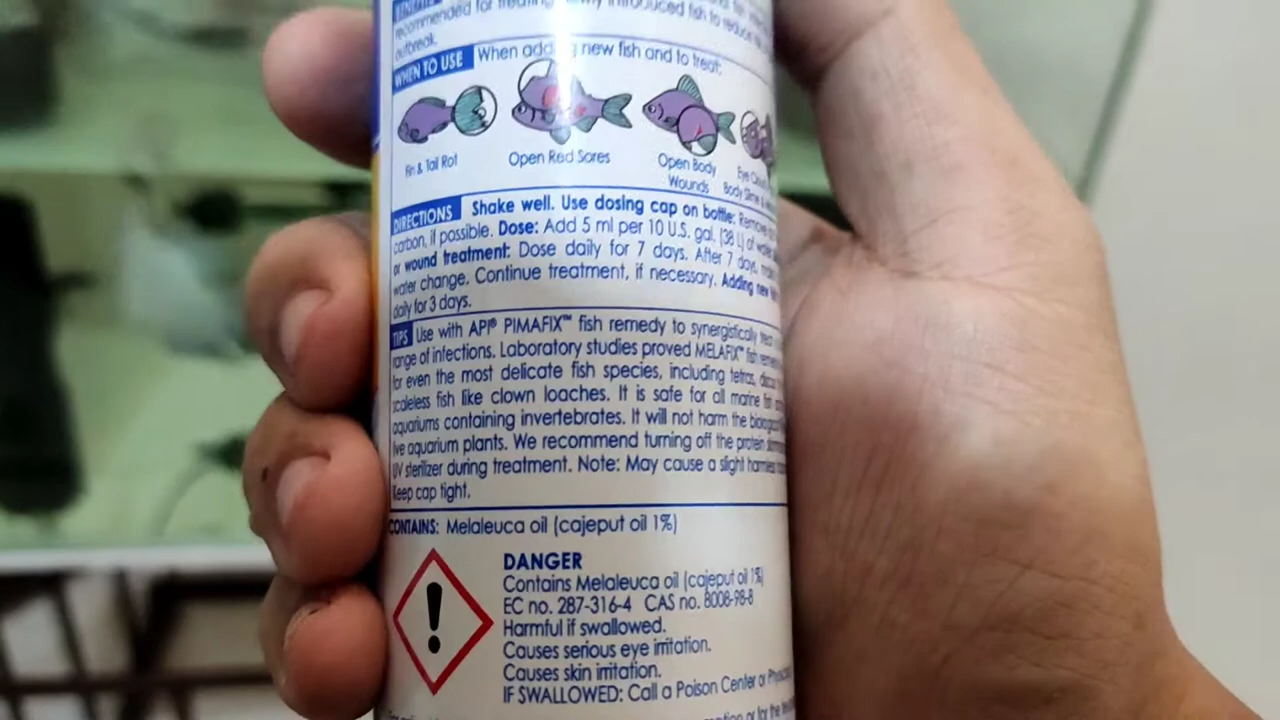 recommended for treating newly introduced fish to reduce
outbreak.
WHEN TO USE When adding new fish and to treat:
Fin & Tail Rot
Open Red Sores
Open Body
Wounds
Eye
Body Slime &
DIRECTIONS Shake well. Use dosing cap on bottle: Remove
carbon, if possible. Dose: Add 5 ml per 10 U.S. gal. (38 L) of water
or wound treatment: Dose daily for 7 days. After 7 days,
water change. Continue treatment, if necessary. Adding new
daily for 3 days.
TIPS Use with API® PIMAFIX™ fish remedy to synergistically treat
range of infections. Laboratory studies proved MELAFIX™ fish
for even the most delicate fish species, including tetras,
scaleless fish like clown loaches. It is safe for all marine fish
aquariums containing invertebrates. It will not harm the
live aquarium plants. We recommend turning off the protein
UV sterilizer during treatment. Note: May cause a slight harmless
Keep cap tight.
CONTAINS: Melaleuca oil (cajeput oil 1%)
DANGER
Contains Melaleuca oil (cajeput oil 1%)
EC no. 287-316-4 CAS no. 8008-98-8
Harmful if swallowed.
Causes serious eye irritation.
Causes skin irritation.
IF SWALLOWED: Call a Poison Center or